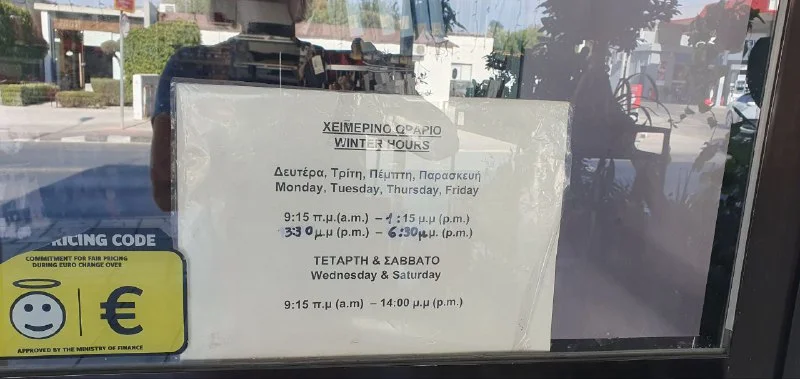 ΧΕΙΜΕΡΙΝΟ ΩΡΑΡΙΟ
WINTER HOURS
Δευτέρα, Τρίτη, Πέμπτη, Παρασκευή
Monday, Tuesday, Thursday, Friday
9:15 π.μ.(a.m.) – 1:15 μ.μ (p.m.)
3:30 μ.μ (p.m.) – 6:30μ.μ. (p.m.)
ΤΕΤΑΡΤΗ & ΣΑΒΒΑΤΟ
Wednesday & Saturday
9:15 π.μ (a.m) – 14:00 μ.μ (p.m.)
RICING CODE
COMMITMENT FOR FAIR PRICING
DURING EURO CHANGE OVER
€
APPROVED BY THE MINISTRY OF FINANCE